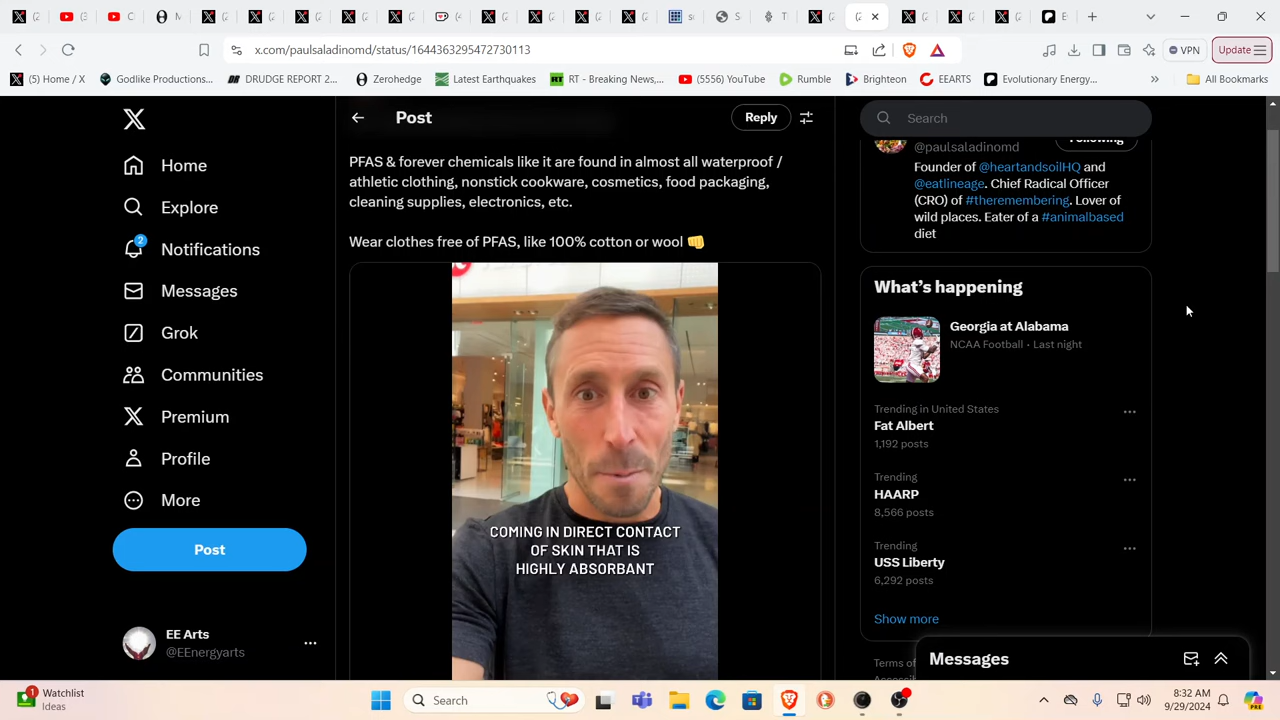 (5) Home / X
Godlike Productions...
DRUDGE REPORT 2...
Zerohedge
Latest Earthquakes
RT - Breaking News,...
(5556) YouTube
Rumble
Brighteon
EEARTS
Evolutionary Energy...
All Bookmarks
x.com/paulsaladinomd/status/1644363295472730113
VPN
Update
Home
Explore
2
Notifications
Messages
Grok
Communities
Premium
Profile
More
Post
EE Arts
@EEnergyarts
Post
Reply
PFAS & forever chemicals like it are found in almost all waterproof /
athletic clothing, nonstick cookware, cosmetics, food packaging,
cleaning supplies, electronics, etc.
Wear clothes free of PFAS, like 100% cotton or wool 👊
COMING IN DIRECT CONTACT
OF SKIN THAT IS
HIGHLY ABSORBANT
Search
@paulsaladinomd
Following
Founder of @heartandsoilHQ and
@eatlineage. Chief Radical Officer
(CRO) of #theremembering. Lover of
wild places. Eater of a #animalbased
diet
What's happening
Georgia at Alabama
NCAA Football · Last night
Trending in United States
Fat Albert
1,192 posts
Trending
HAARP
8,566 posts
Trending
USS Liberty
6,292 posts
Show more
Terms of
Messages
1
Watchlist
Ideas
Search
8:32 AM
9/29/2024
PRE